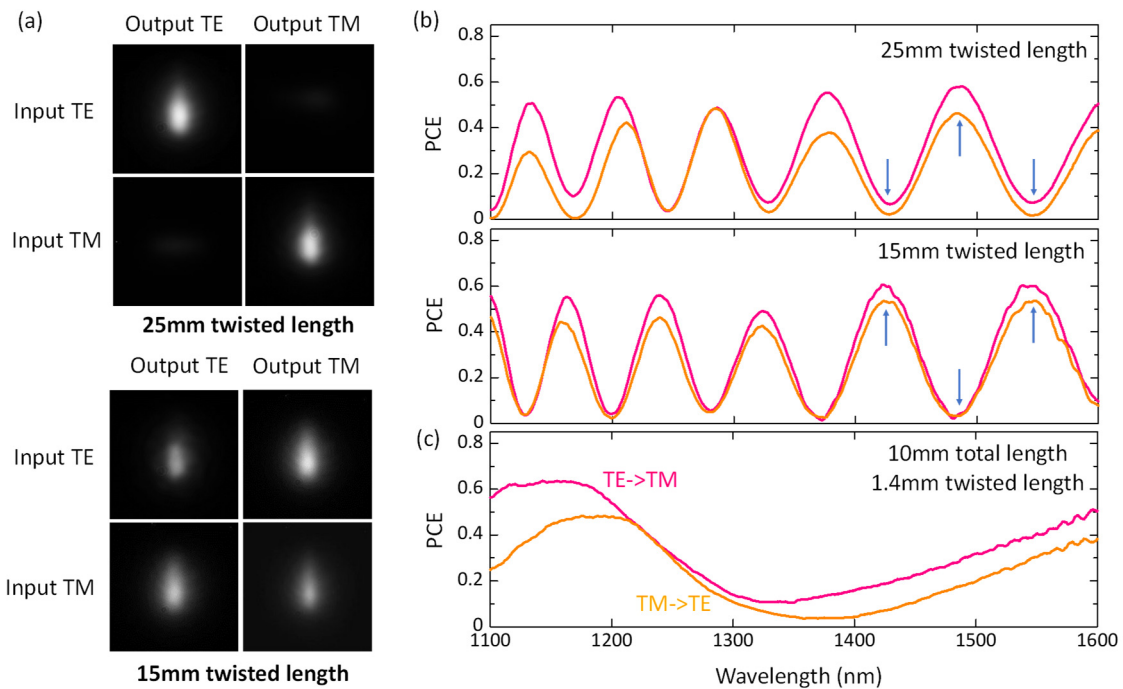 (a)
Output TE Output TM
Input TE
Input TM
25mm twisted length
Output TE Output TM
Input TE
Input TM
15mm twisted length
(b)
25mm twisted length
0.8
0.6
0.4
0.2
0
PCE
15mm twisted length
0.8
0.6
0.4
0.2
0
PCE
(c)
10mm total length
1.4mm twisted length
TE->TM
TM->TE
0.8
0.6
0.4
0.2
0
PCE
1100 1200 1300 1400 1500 1600
Wavelength (nm)